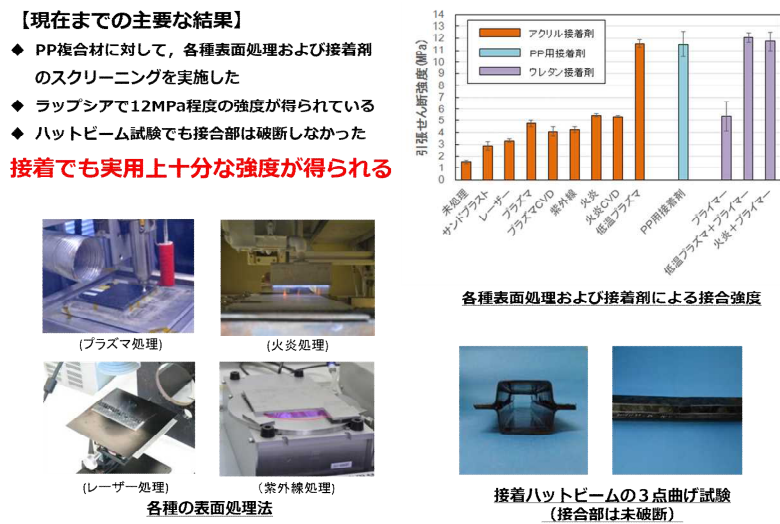 【現在までの主要な結果】
◆ PP複合材に対して，各種表面処理および接着剤
のスクリーニングを実施した
◆ ラップシアで12MPa程度の強度が得られている
◆ ハットビーム試験でも接合部は破断しなかった
接着でも実用上十分な強度が得られる
(プラズマ処理)
(火炎処理)
(レーザー処理)
（紫外線処理)
各種の表面処理法
引張せん断強度(MPa)
14
13
12
11
10
9
8
7
6
5
4
3
2
1
0
アクリル接着剤
PP用接着剤
ウレタン接着剤
未処理
サンドブラスト
レーザー
プラズマ
プラズマCVD
紫外線
火炎
火炎CVD
低温プラズマ
PP用接着剤
プライマー
低温プラズマ+プライマー
火炎+プライマー
各種表面処理および接着剤による接合強度
接着ハットビームの３点曲げ試験
（接合部は未破断）